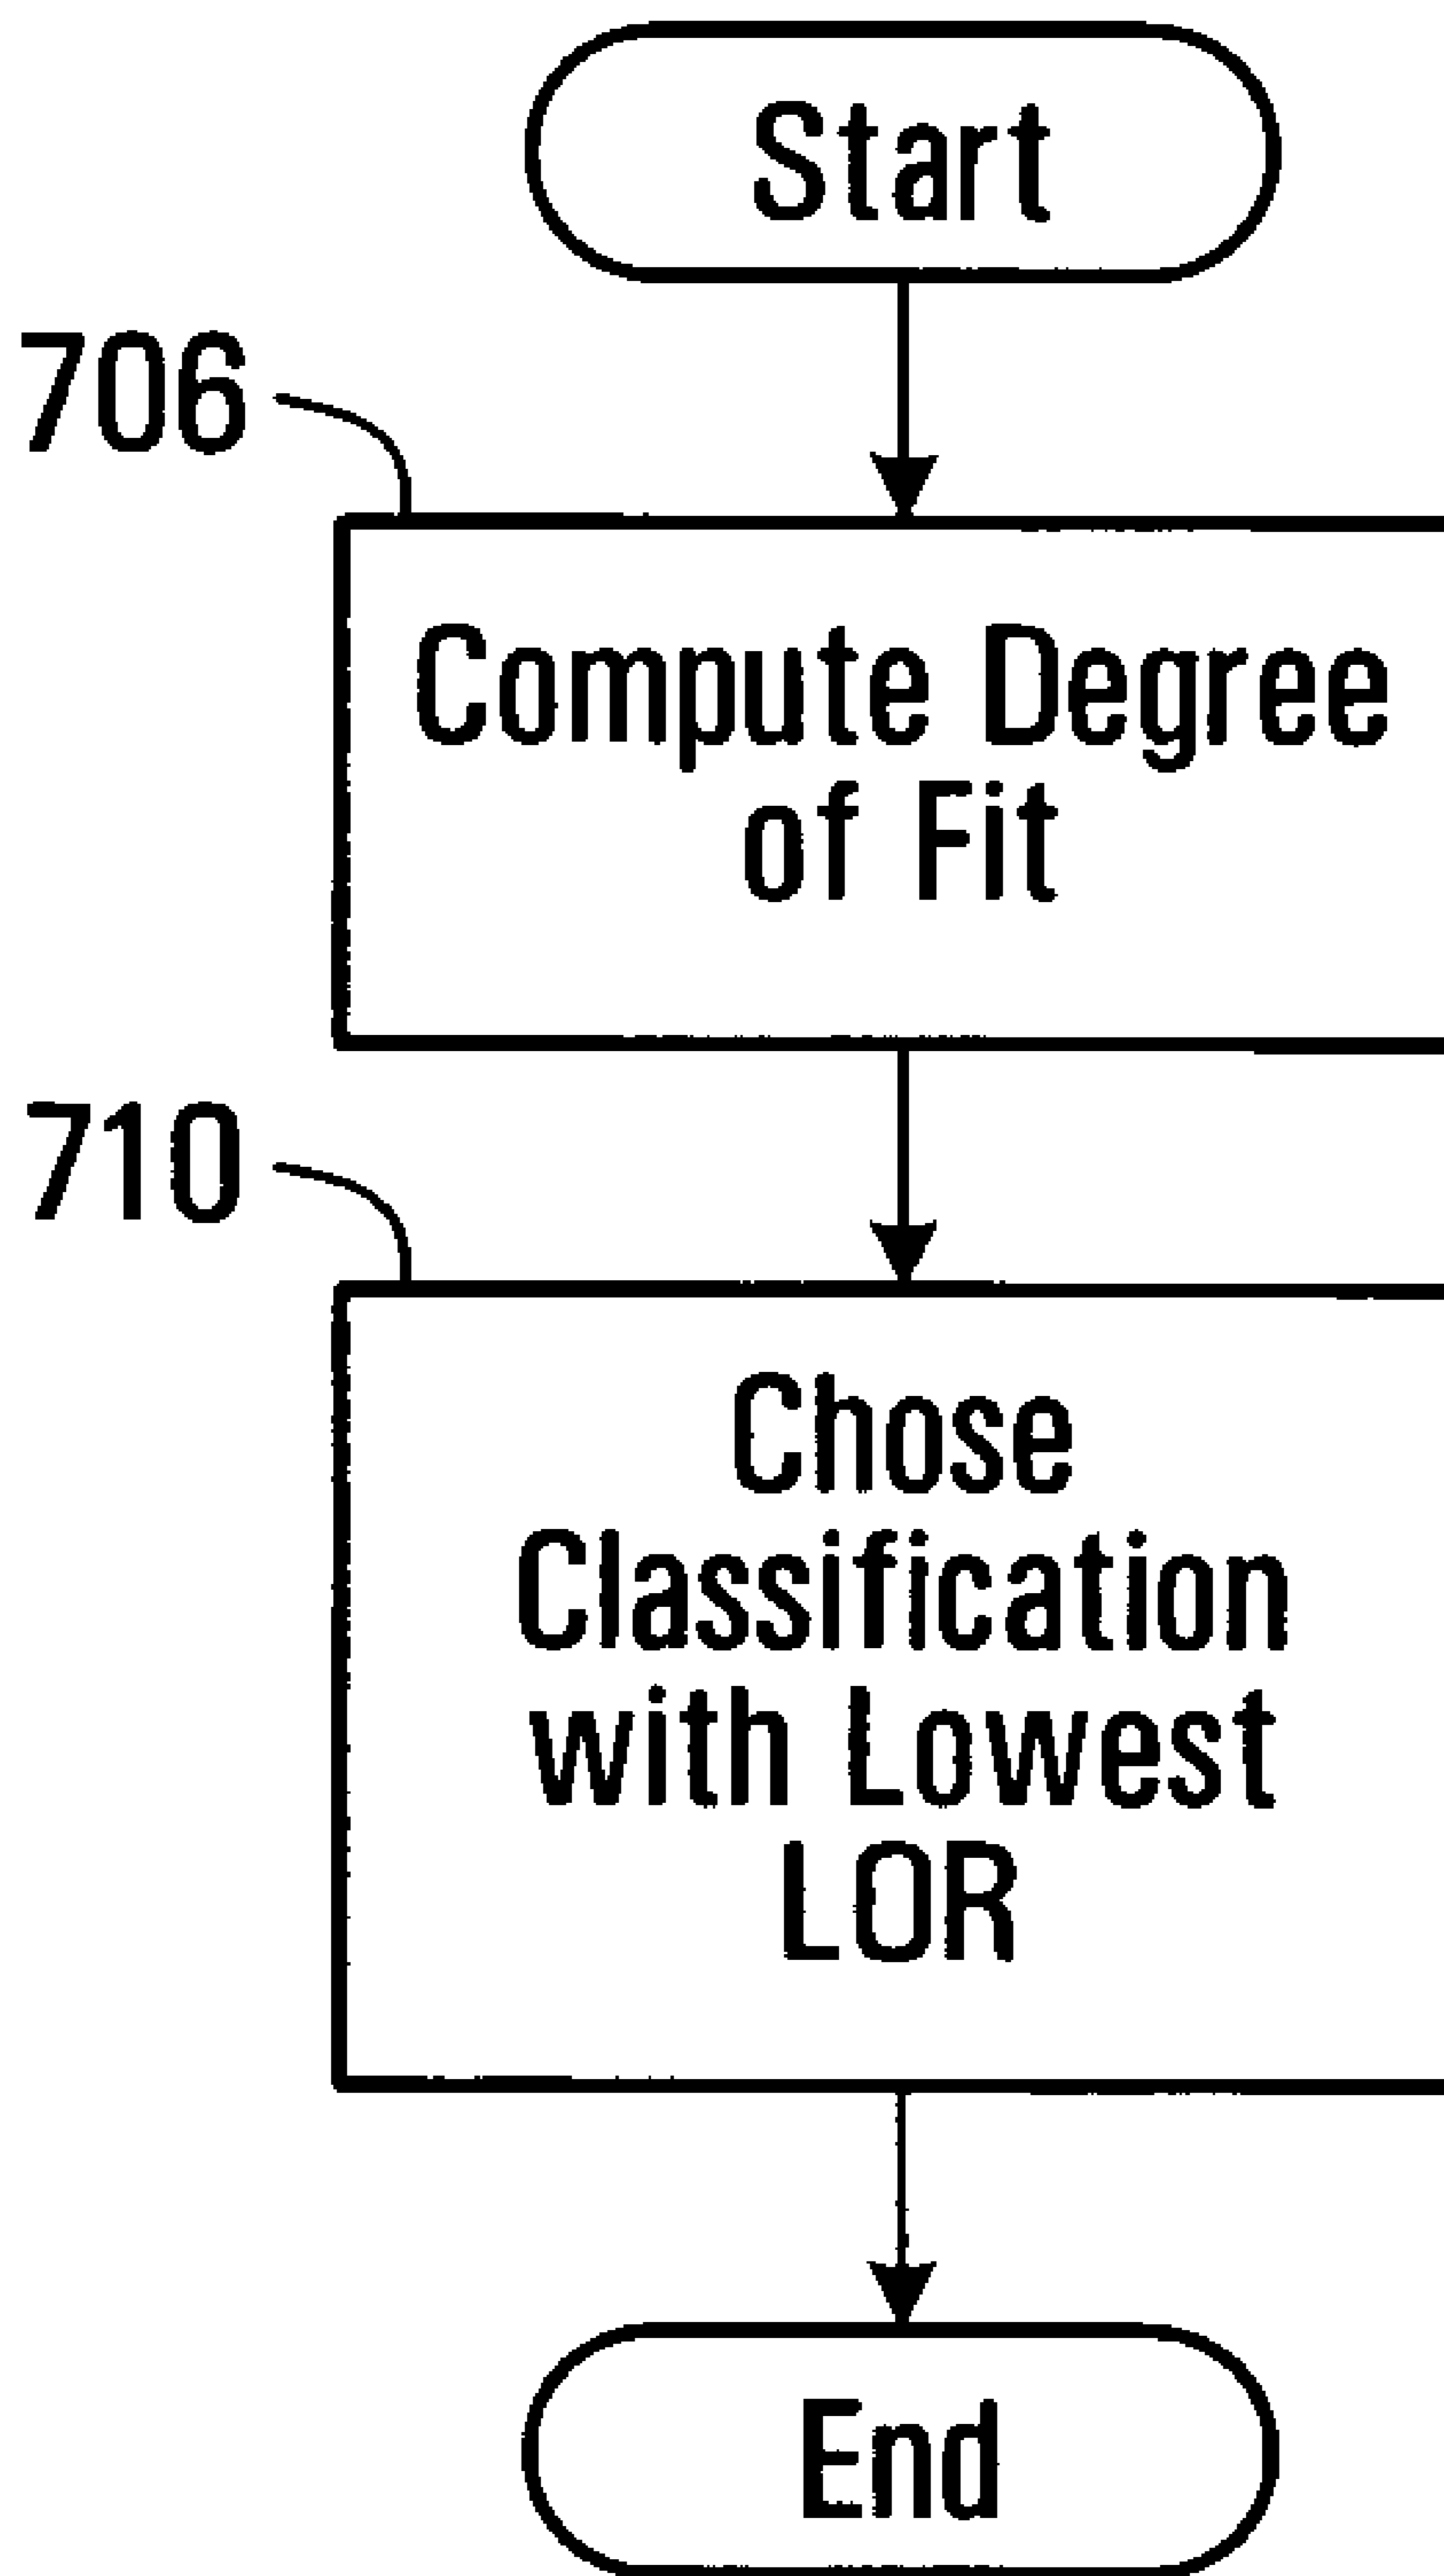 Start
706
Compute Degree
of Fit
710
Chose
Classification
with Lowest
LOR
End